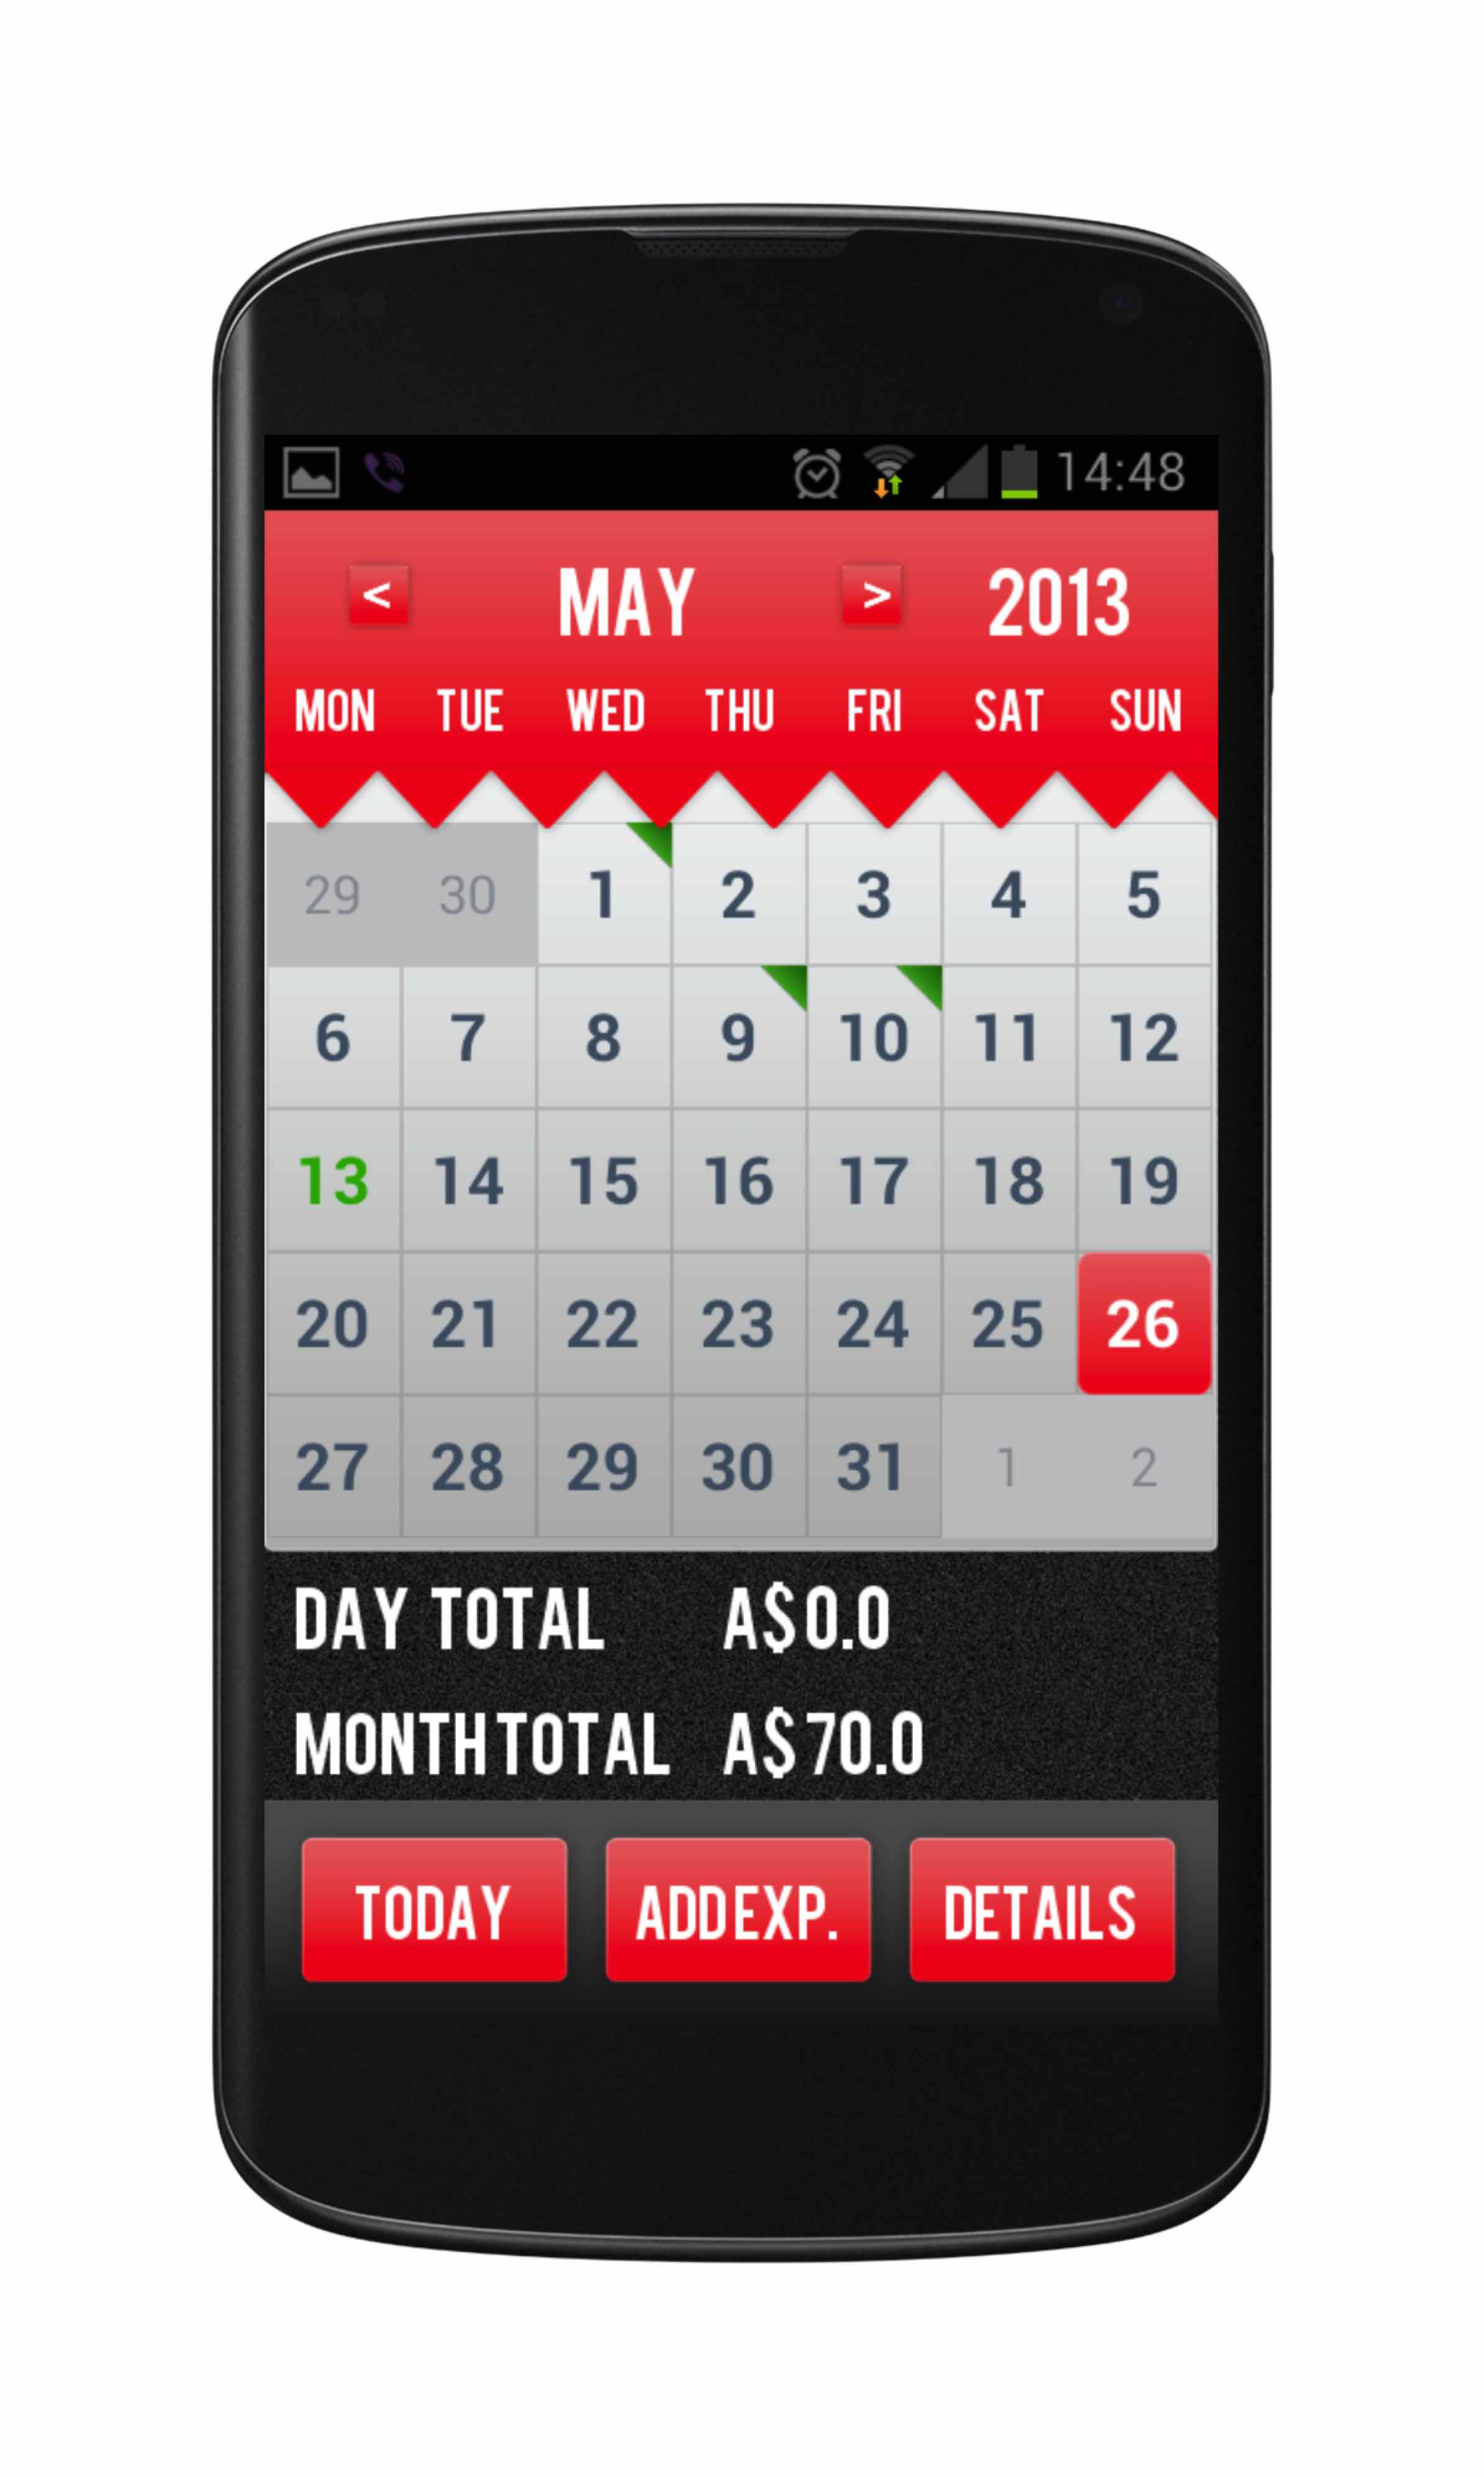 14:48
< MAY > 2013
MON TUE WED THU FRI SAT SUN
29 30 1 2 3 4 5
6 7 8 9 10 11 12
13 14 15 16 17 18 19
20 21 22 23 24 25 26
27 28 29 30 31 1 2
DAY TOTAL A$0.0
MONTH TOTAL A$70.0
TODAY ADD EXP. DETAILS